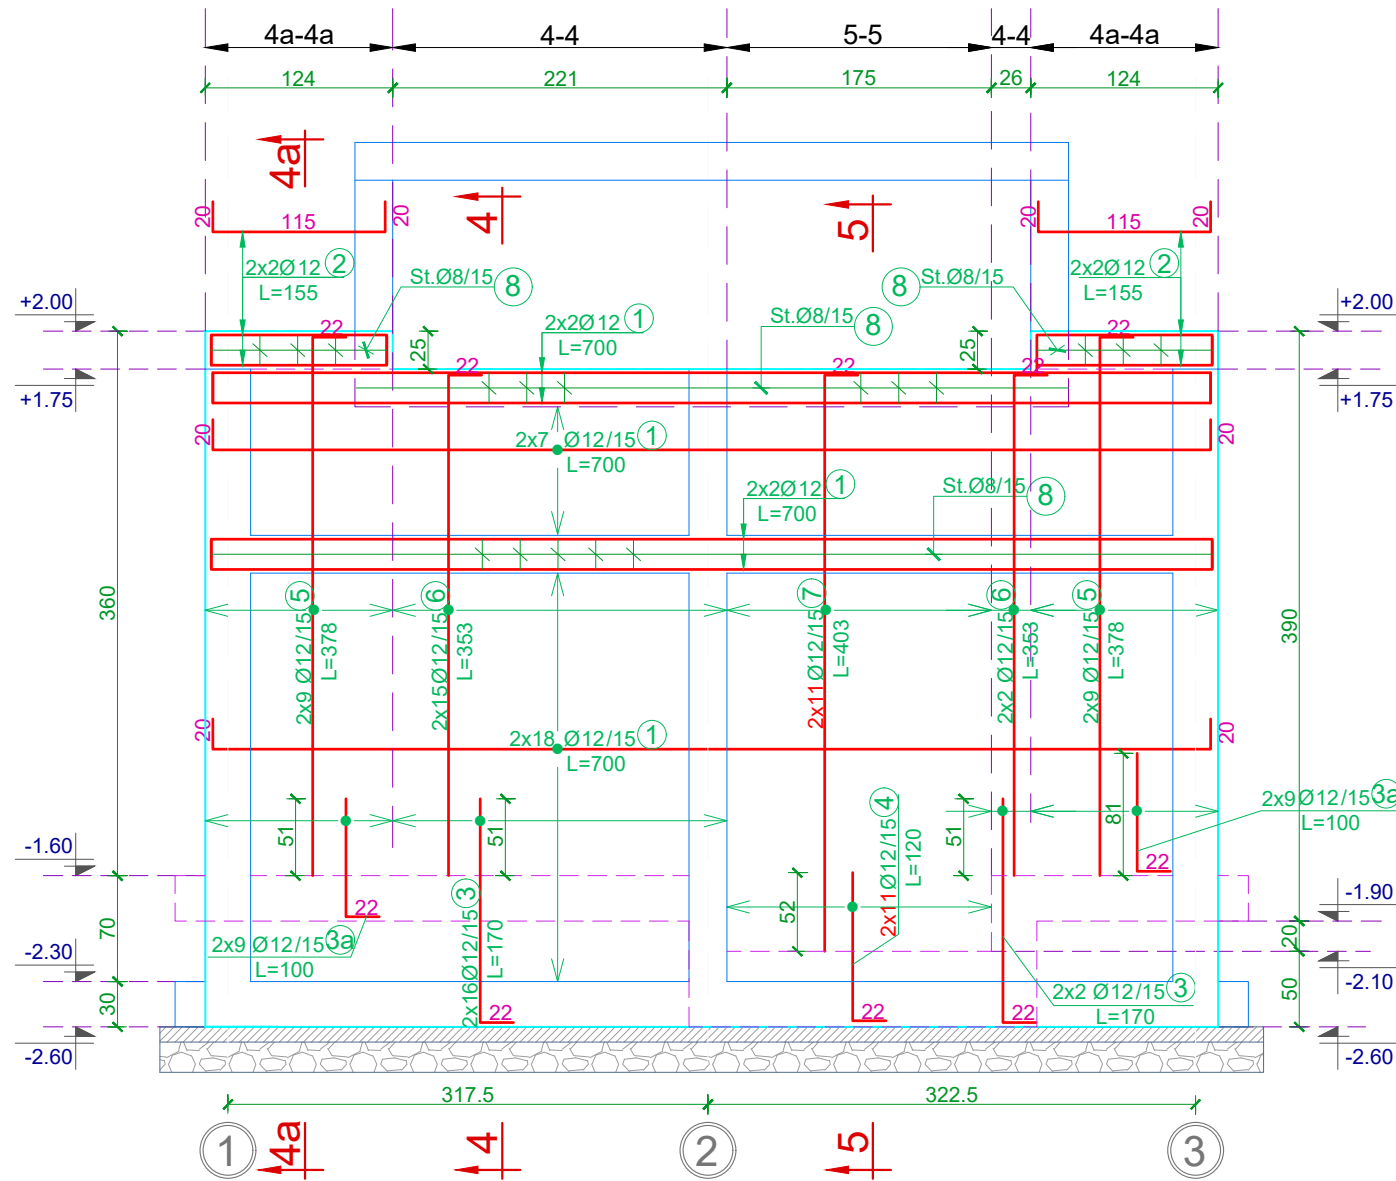 4a-4a 4-4 5-5 4-4 4a-4a
124 221 175 26 124
4a
4
5
20 115 20
20 115 20
2x2Ø12 2
L=155
St.Ø8/15 8
8 St.Ø8/15
2x2Ø12 2
L=155
+2.00
+2.00
2x2Ø12 1
L=700
St.Ø8/15 8
22
22
25
25
22
22
22
+1.75
+1.75
20
2x7 Ø12/15 1
L=700
20
2x2Ø12 1
L=700
St.Ø8/15 8
360
390
5
2x9 Ø12/15
L=378
6
2x15Ø12/15
L=353
7
2x11Ø12/15
L=403
6
2x2 Ø12/15
L=353
5
2x9 Ø12/15
L=378
20
2x18 Ø12/15 1
L=700
20
51
51
51
81
2x9Ø12/15 3a
L=100
2x11Ø12/15 4
L=120
-1.60
22
22
-1.90
2x16Ø12/15 3
L=170
52
70
20
2x9 Ø12/15 3a
L=100
-2.30
-2.10
2x2 Ø12/15 3
L=170
30
50
22
22
22
-2.60
-2.60
317.5 322.5
1 4a 4 2 5 3